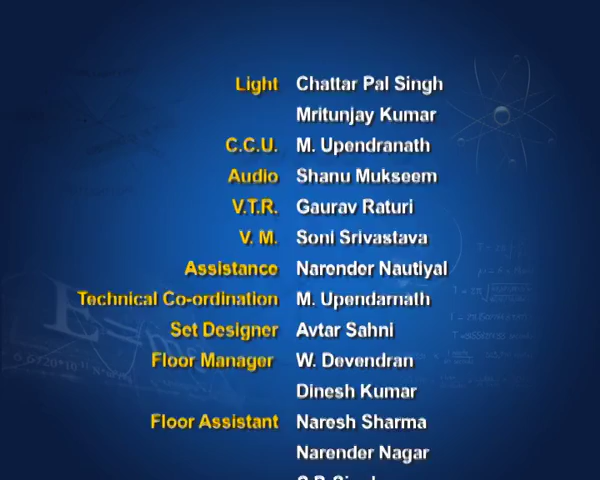 Light Chattar Pal Singh
Mritunjay Kumar
C.C.U. M. Upendranath
Audio Shanu Mukseem
V.T.R. Gaurav Raturi
V. M. Soni Srivastava
Assistance Narender Nautiyal
Technical Co-ordination M. Upendarnath
Set Designer Avtar Sahni
Floor Manager W. Devendran
Dinesh Kumar
Floor Assistant Naresh Sharma
Narender Nagar